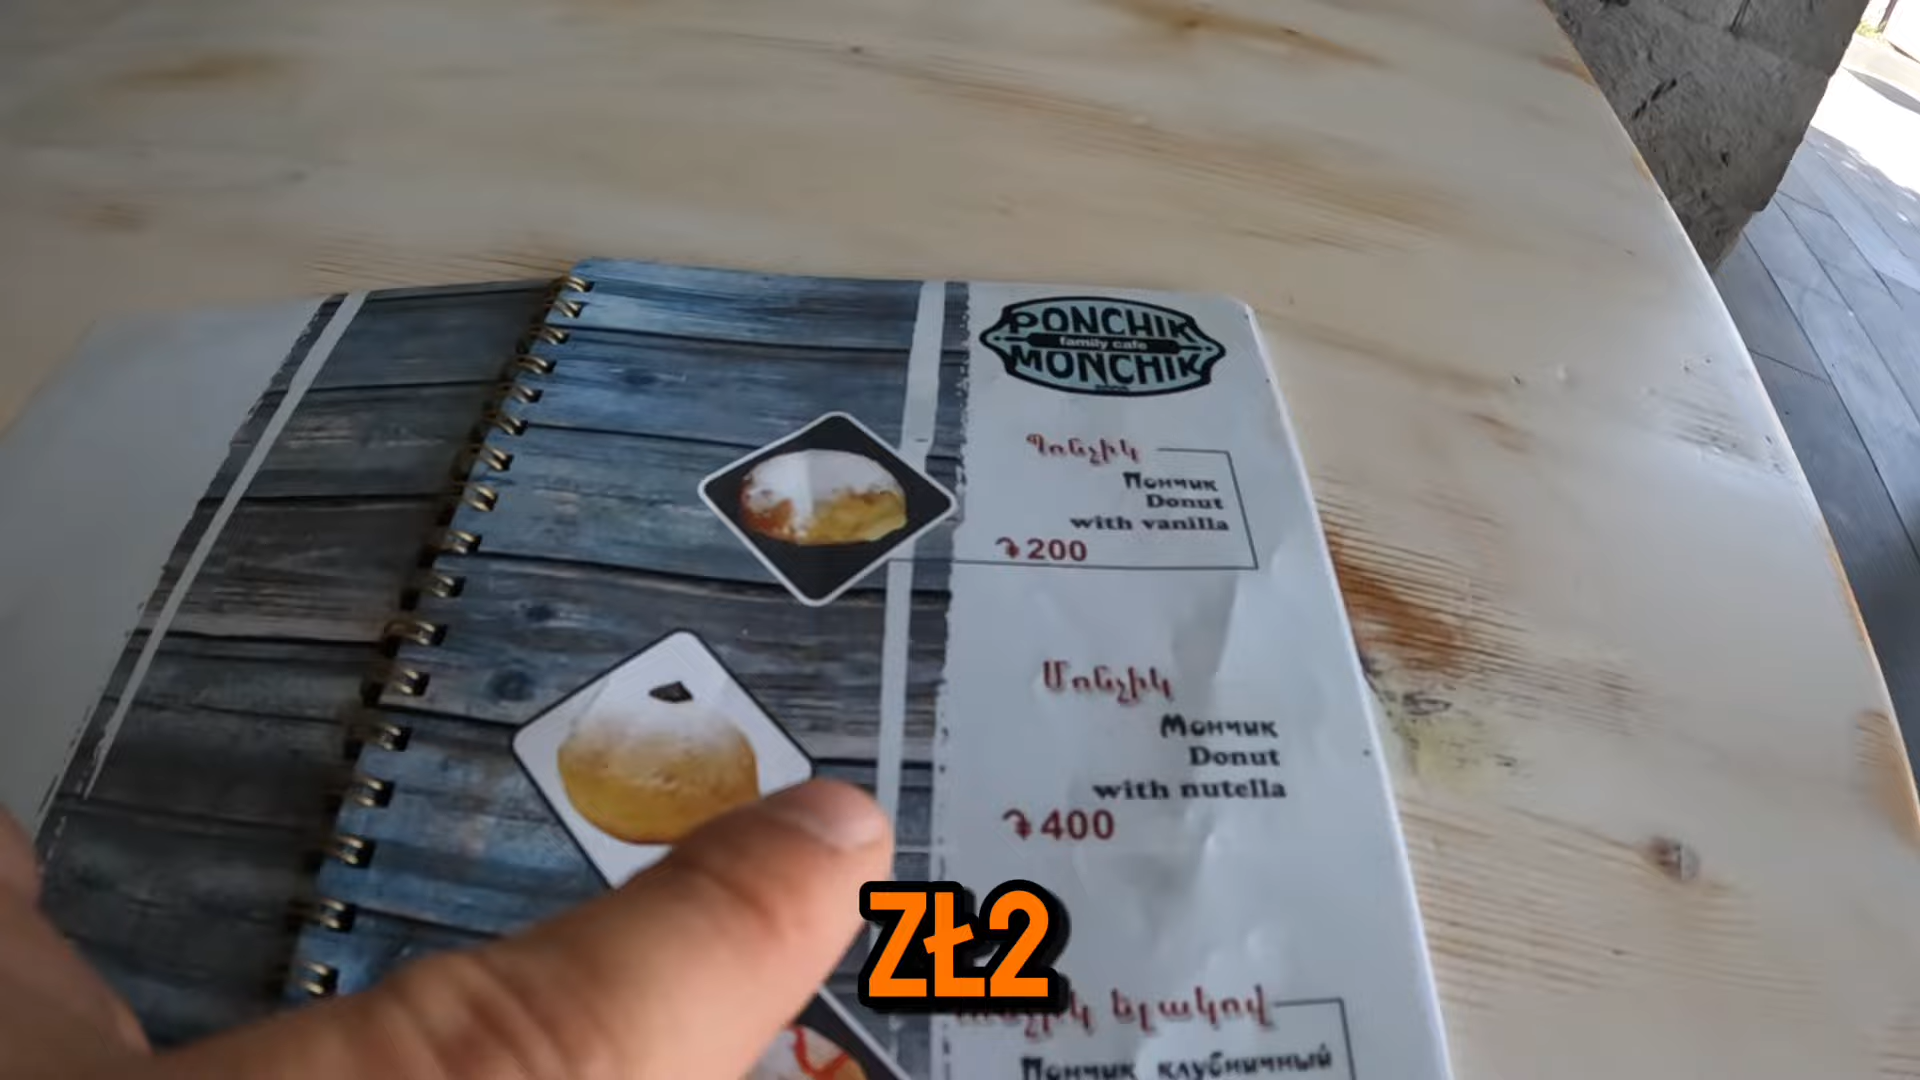 PONCHIK
family cafe
MONCHIK
Պոնչիկ
Пончик
Donut
with vanilla
֏200
Մոնչիկ
Мончик
Donut
with nutella
֏400
ZŁ2
ելակով
Пончик клубничный